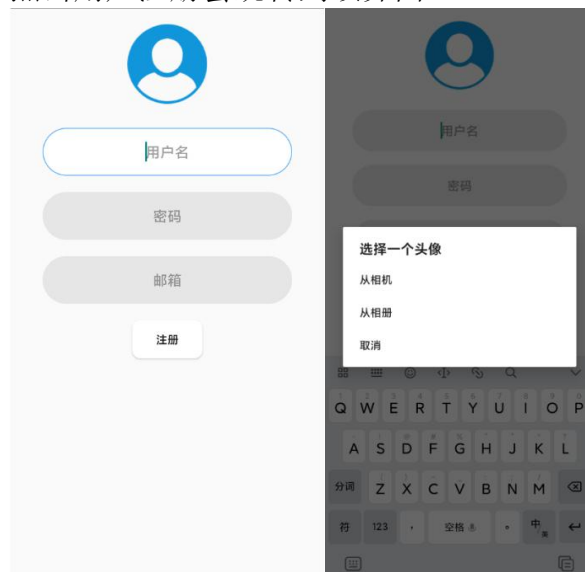 用户名
密码
邮箱
注册
用户名
密码
选择一个头像
从相机
从相册
取消
Q W E R T Y U I O P
A S D F G H J K L
分词 Z X C V B N M
符 123 , 空格 。 中 英